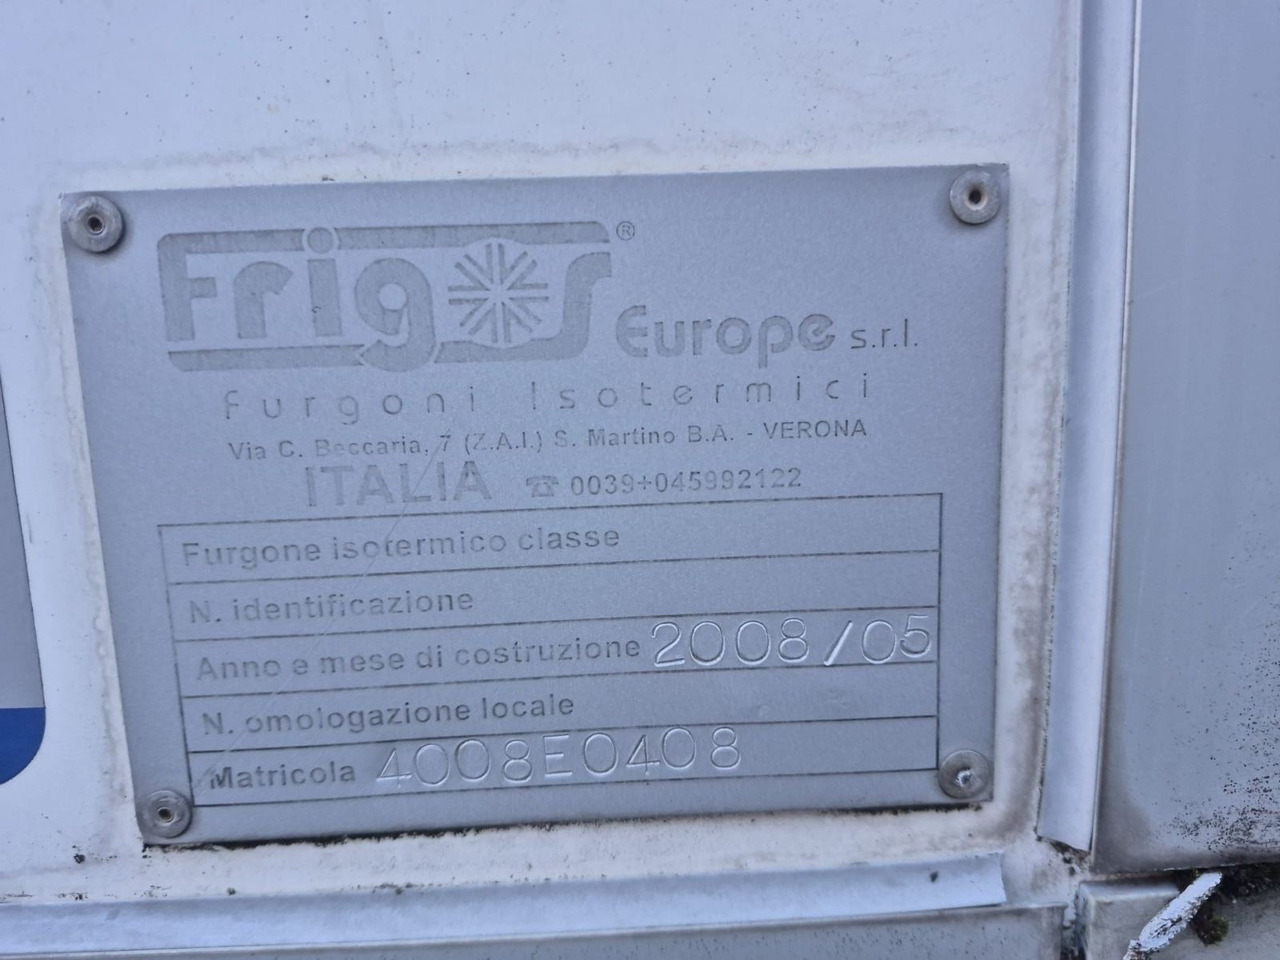 Frigos® Europe s.r.l.
Furgoni Isotermici
Via C. Beccaria, 7 (Z.A.I.) S. Martino B.A. - VERONA
ITALIA ☎ 0039+045992122
Furgone isotermico classe
N. identificazione
Anno e mese di costruzione 2008/05
N. omologazione locale
Matricola 4008E0408